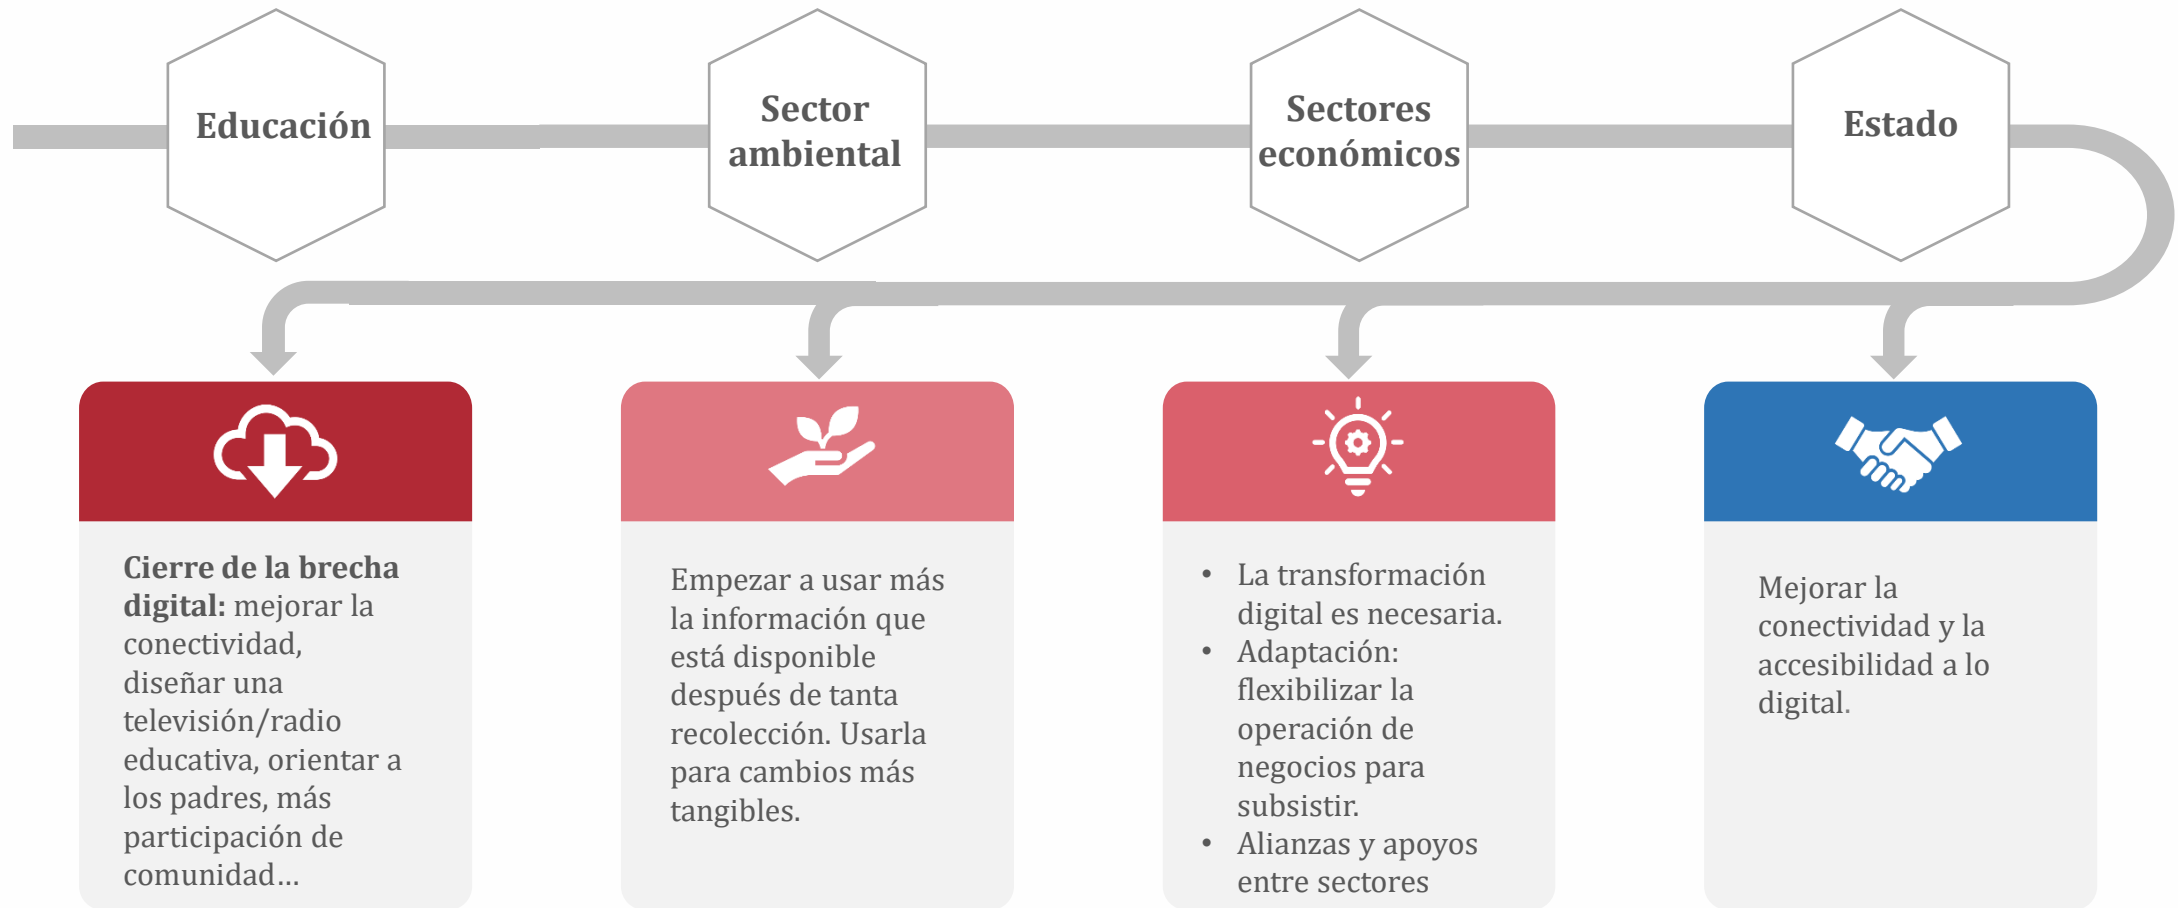 Educación
Sector
ambiental
Sectores
económicos
Estado
Cierre de la brecha
digital: mejorar la
conectividad,
diseñar una
televisión/radio
educativa, orientar a
los padres, más
participación de
comunidad…
Empezar a usar más
la información que
está disponible
después de tanta
recolección. Usarla
para cambios más
tangibles.
• La transformación
digital es necesaria.
• Adaptación:
flexibilizar la
operación de
negocios para
subsistir.
• Alianzas y apoyos
entre sectores
Mejorar la
conectividad y la
accesibilidad a lo
digital.